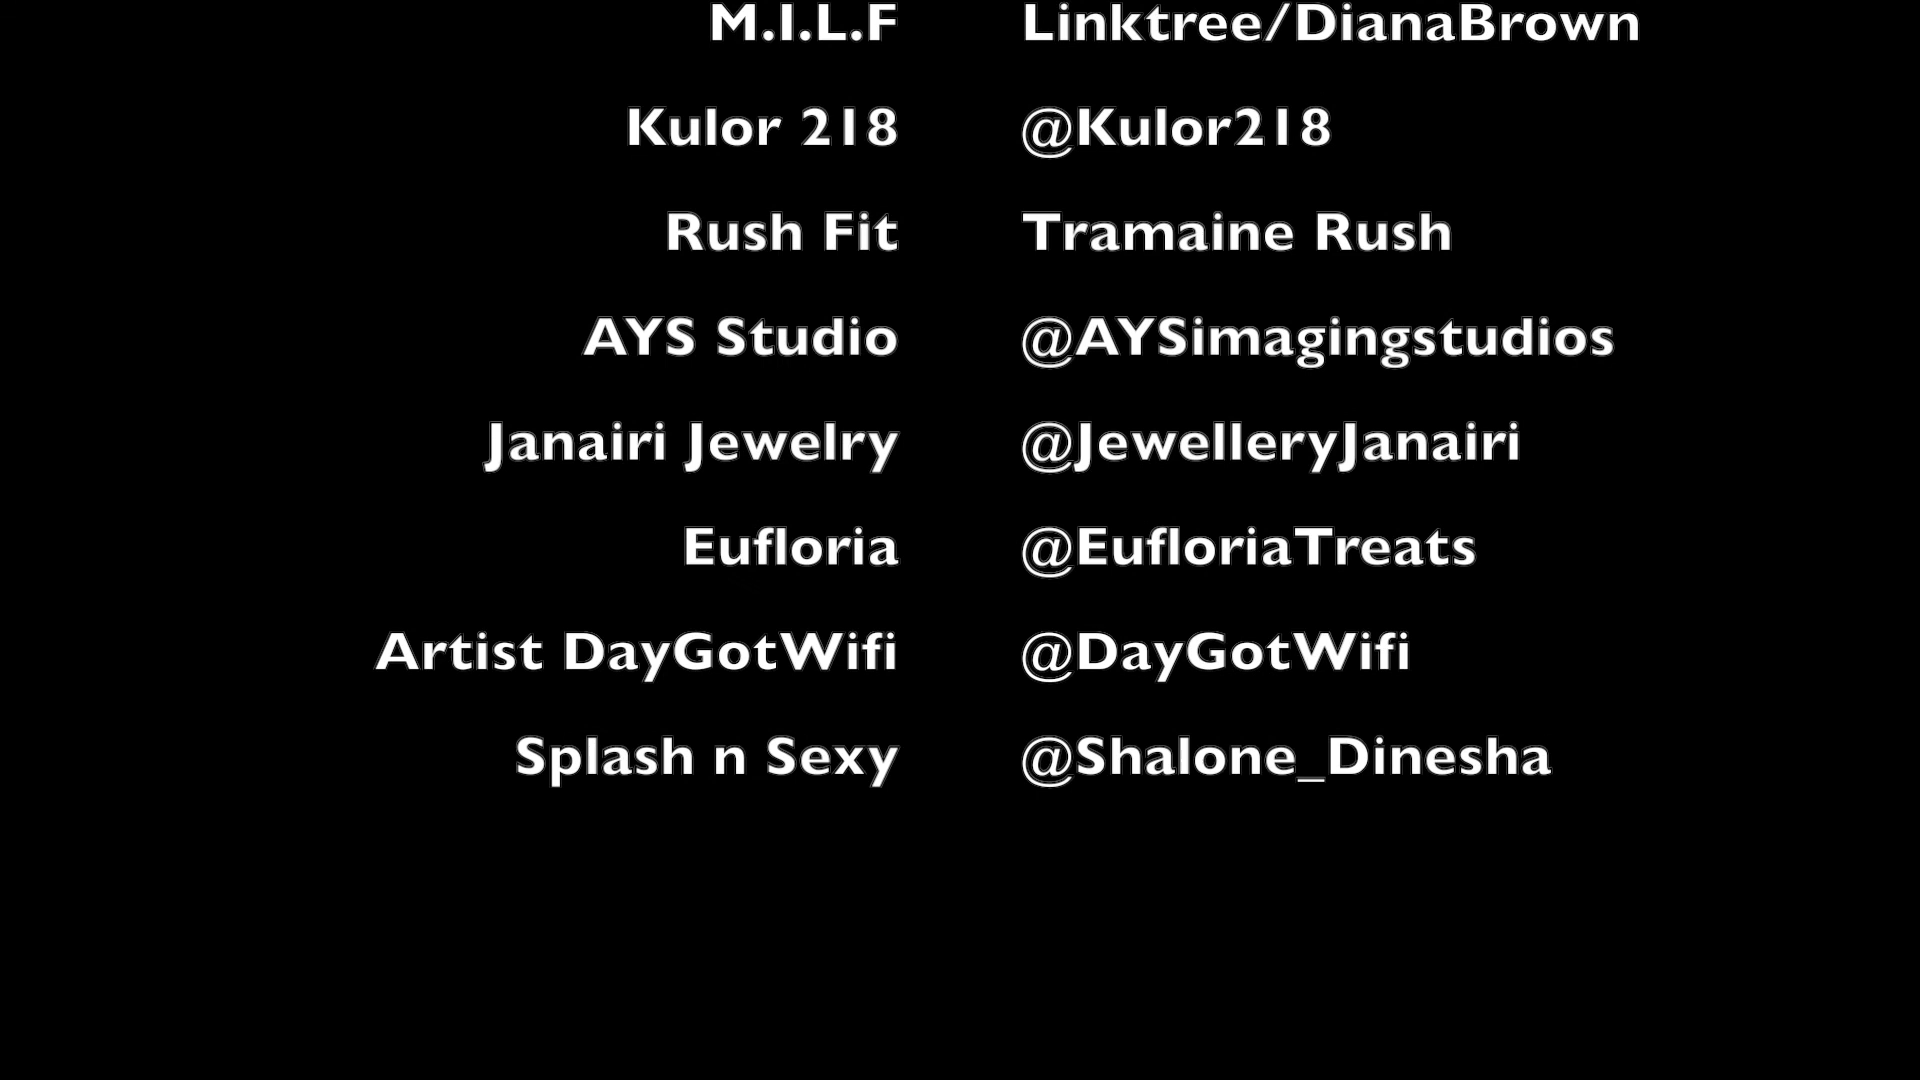 M.I.L.F Linktree/DianaBrown
Kulor 218 @Kulor218
Rush Fit Tramaine Rush
AYS Studio @AYSimagingstudios
Janairi Jewelry @JewelleryJanairi
Eufloria @EufloriaTreats
Artist DayGotWifi @DayGotWifi
Splash n Sexy @Shalone_Dinesha